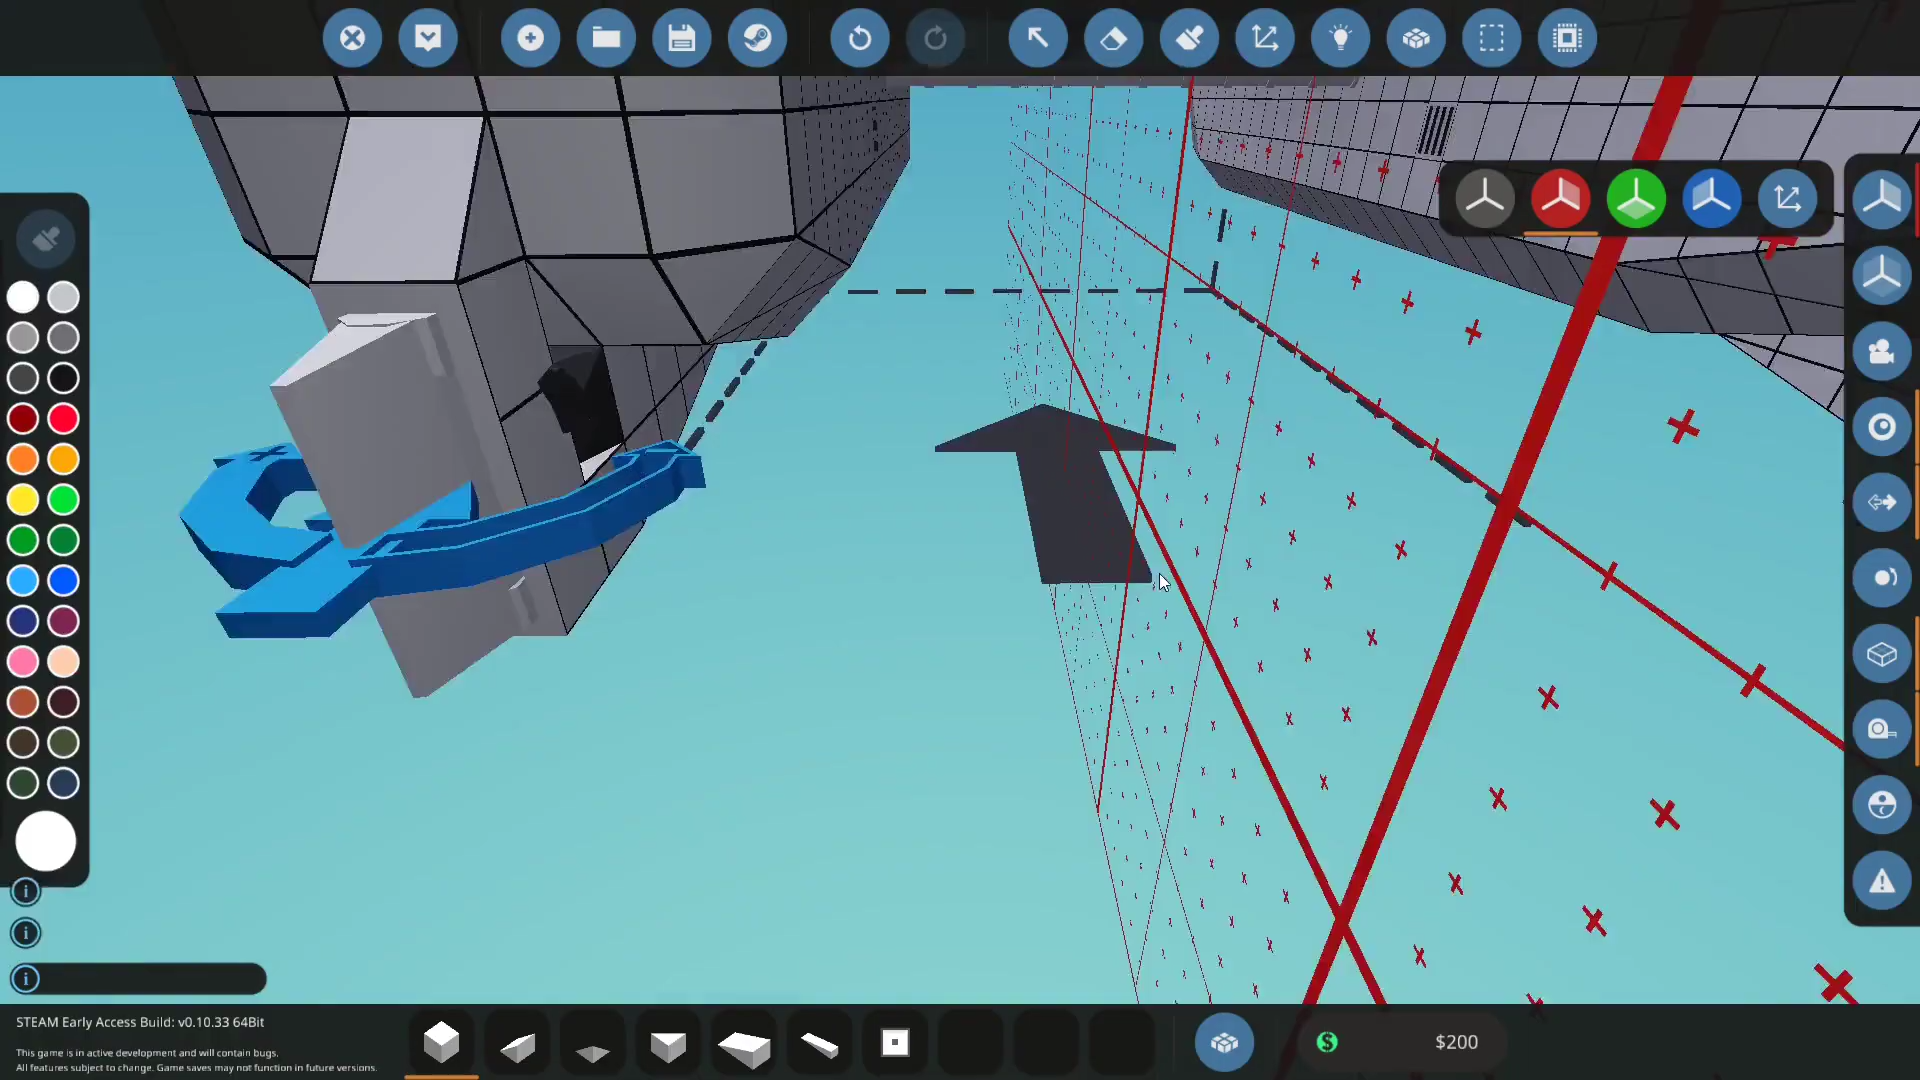 STEAM Early Access Build: v0.10.33 64Bit
This game is in active development and will contain bugs.
All features subject to change. Game saves may not function in future versions.
$200